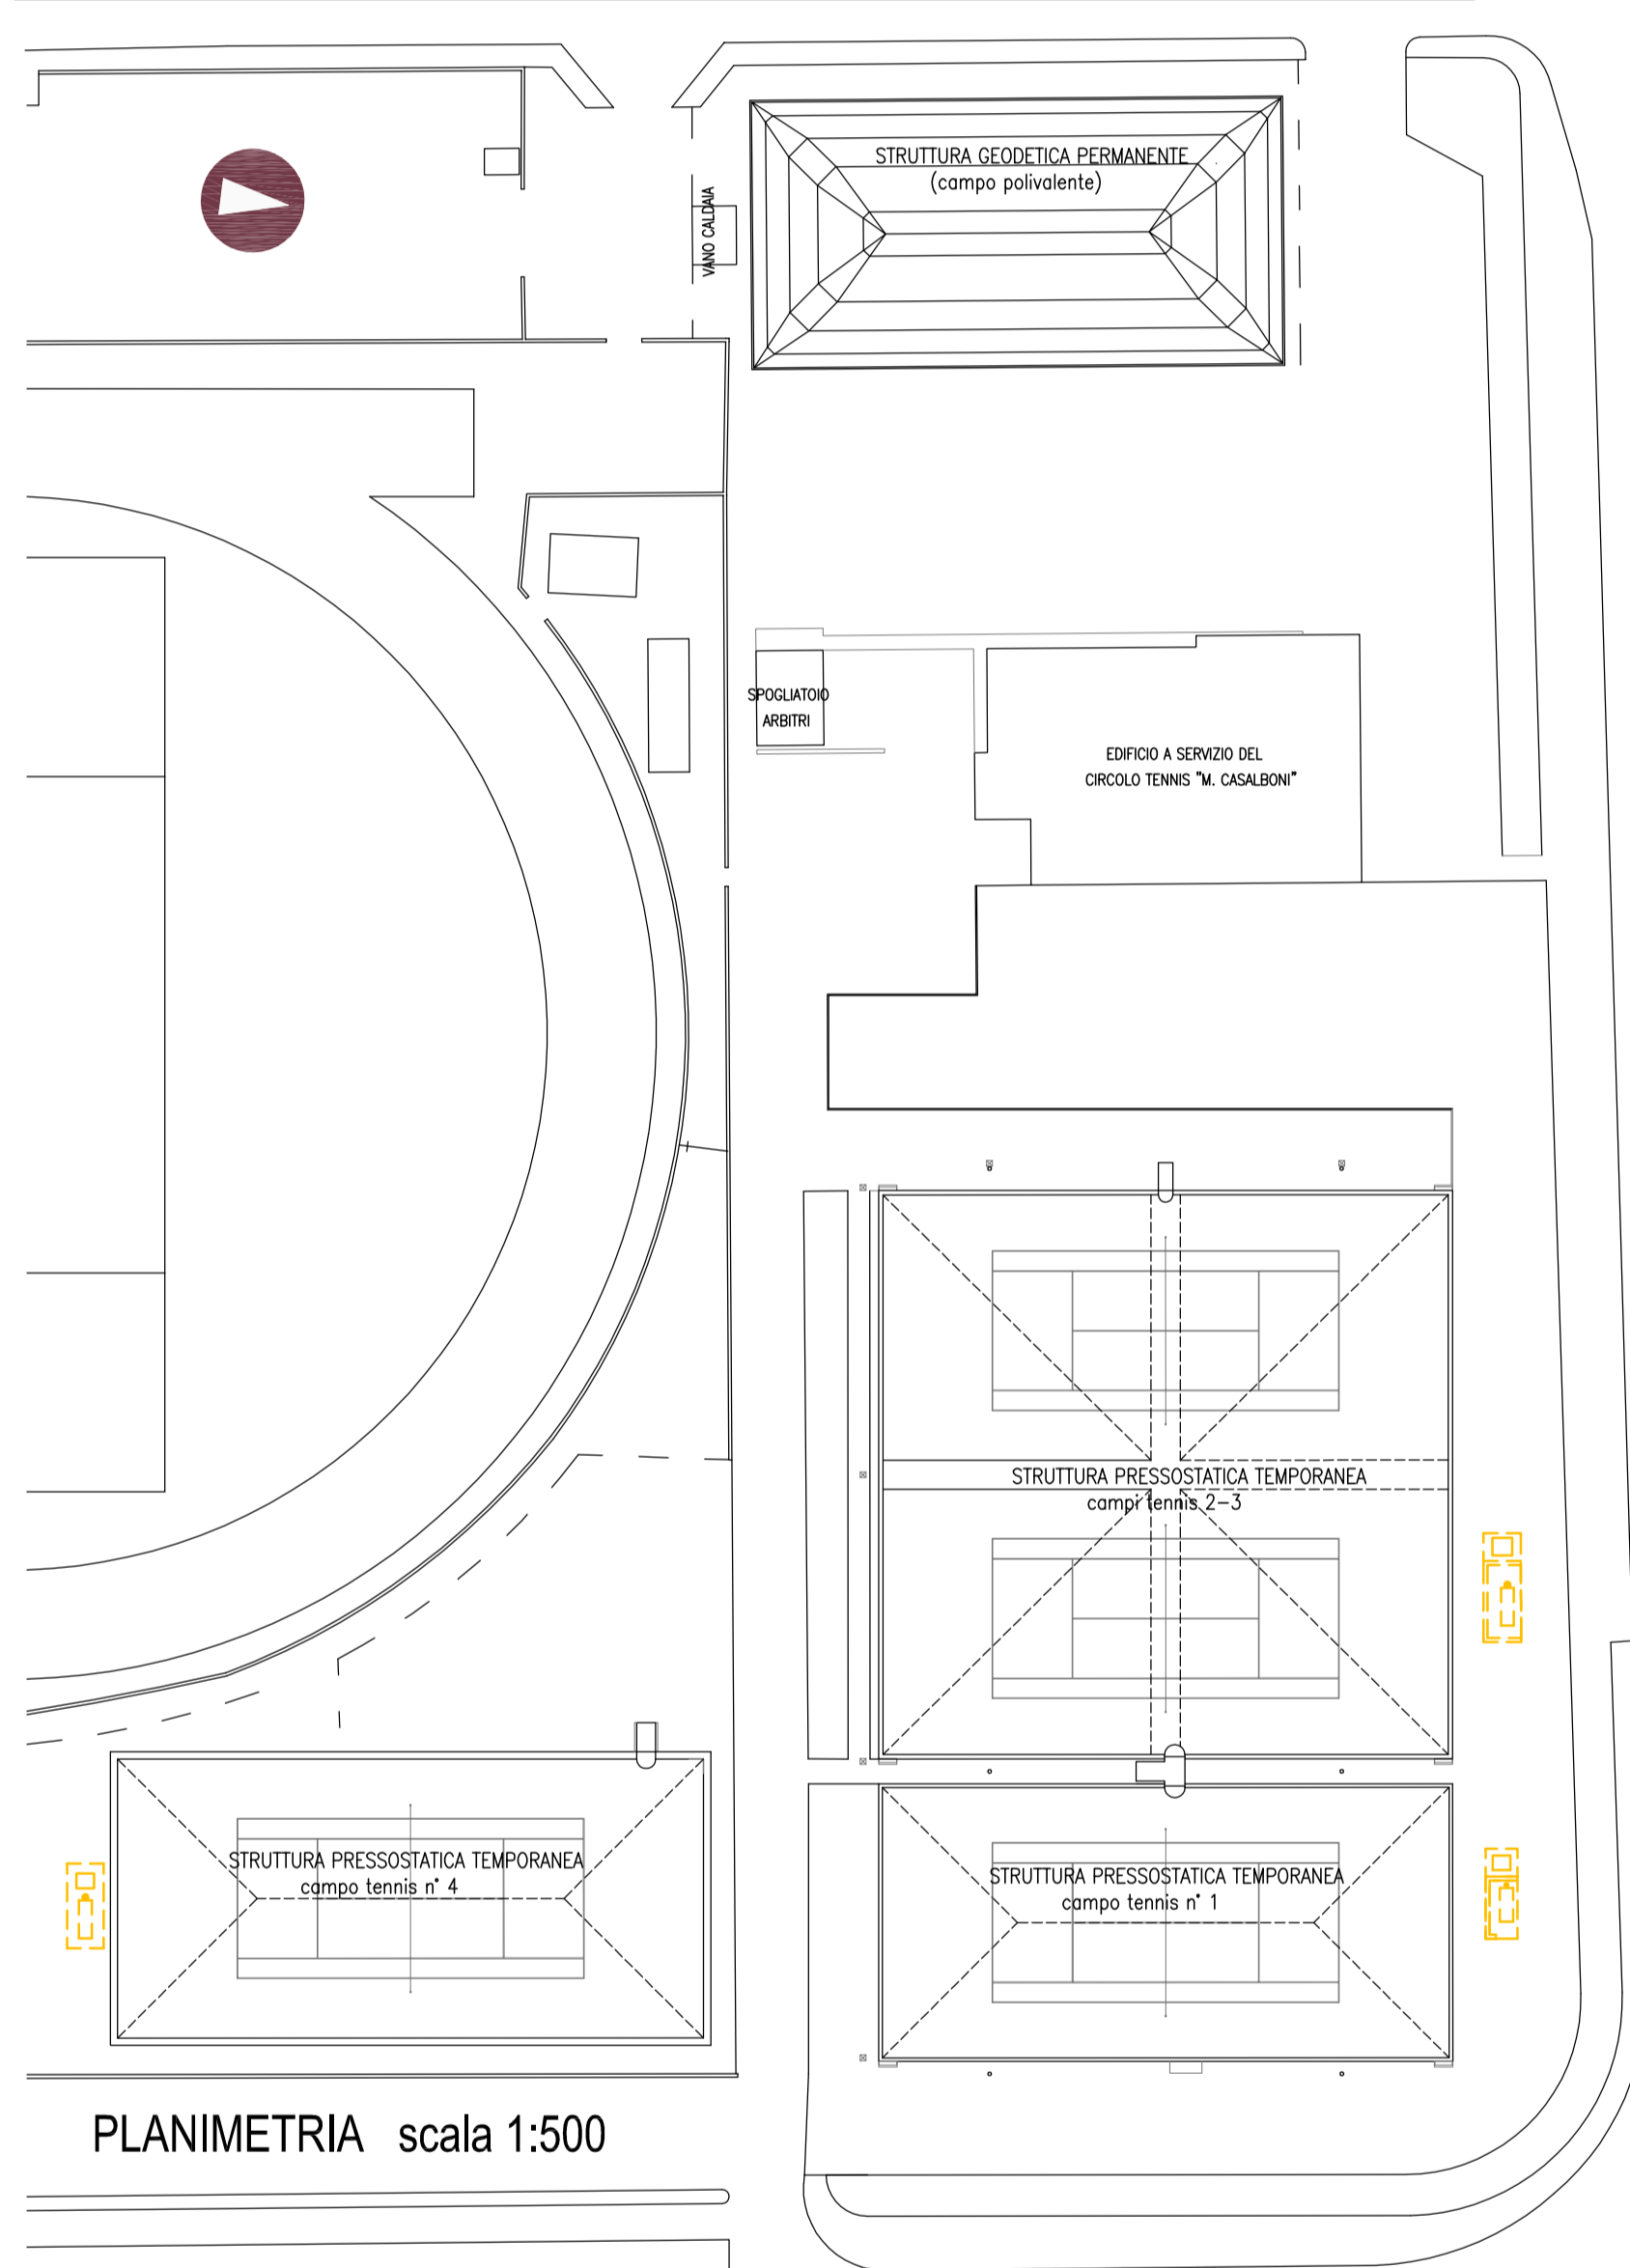 STRUTTURA GEODETICA PERMANENTE
(campo polivalente)
VANO CALDAIA
SPOGLIATOIO
ARBITRI
EDIFICIO A SERVIZIO DEL
CIRCOLO TENNIS "M. CASALBONI"
STRUTTURA PRESSOSTATICA TEMPORANEA
campi tennis 2-3
STRUTTURA PRESSOSTATICA TEMPORANEA
campo tennis n° 4
STRUTTURA PRESSOSTATICA TEMPORANEA
campo tennis n° 1
PLANIMETRIA scala 1:500